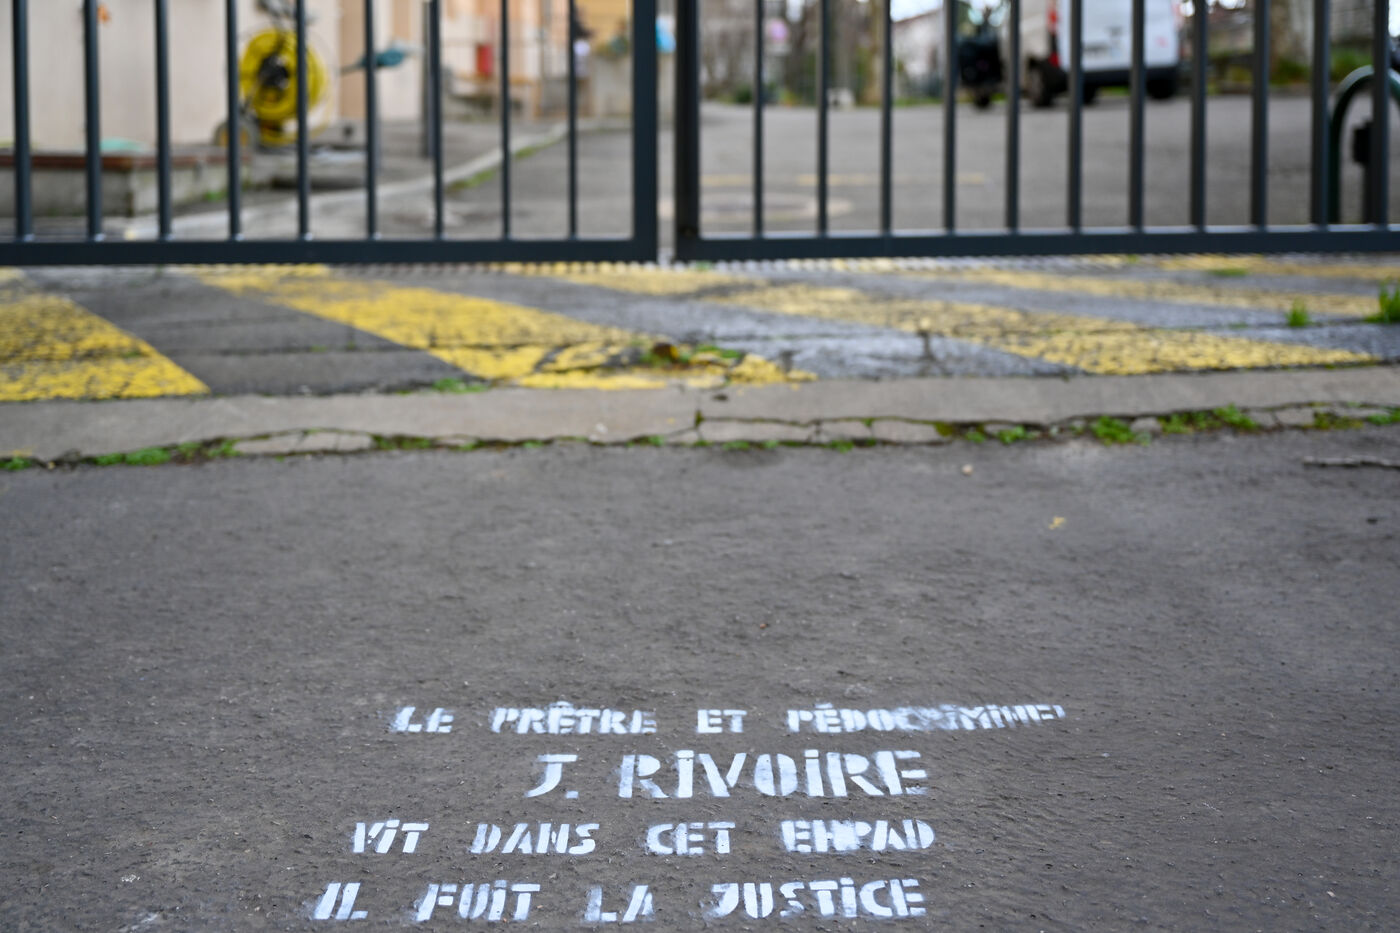 LE PRÊTRE ET PÉDOCRIMINEL
J. RIVOIRE
VIT DANS CET EHPAD
IL FUIT LA JUSTICE